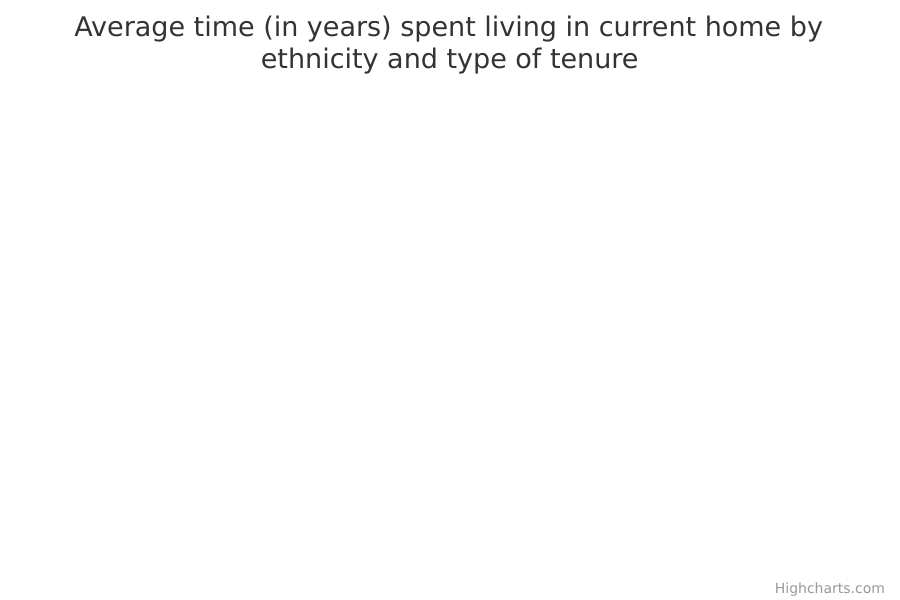 Average time (in years) spent living in current home by
ethnicity and type of tenure
Highcharts.com